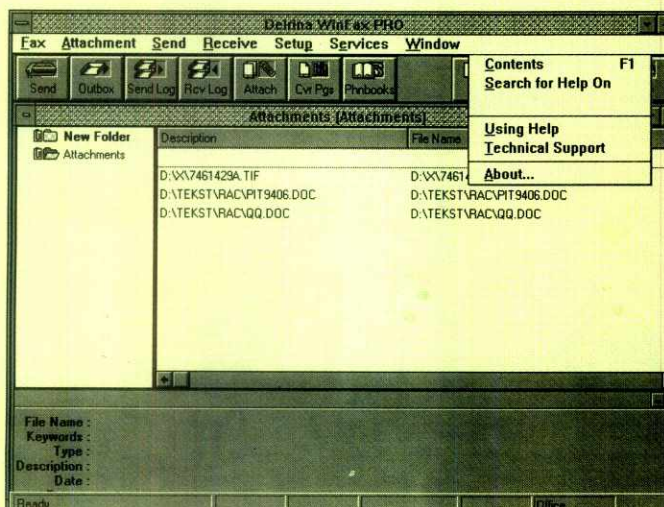 Delrina WinFax PRO
Fax Attachment Send Receive Setup Services Window
Send Outbox Send Log Rcv Log Attach Cvr Pgs Phnbooks
Contents F1
Search for Help On
Using Help
Technical Support
About...
Attachments (Attachments)
New Folder
Attachments
Description File Name
D:\X\7461429A.TIF D:\X\7461
D:\TEKST\RAC\PIT9406.DOC D:\TEKST\RAC\PIT9406.DOC
D:\TEKST\RAC\QQ.DOC D:\TEKST\RAC\QQ.DOC
File Name :
Keywords :
Type :
Description :
Date :
Ready Office